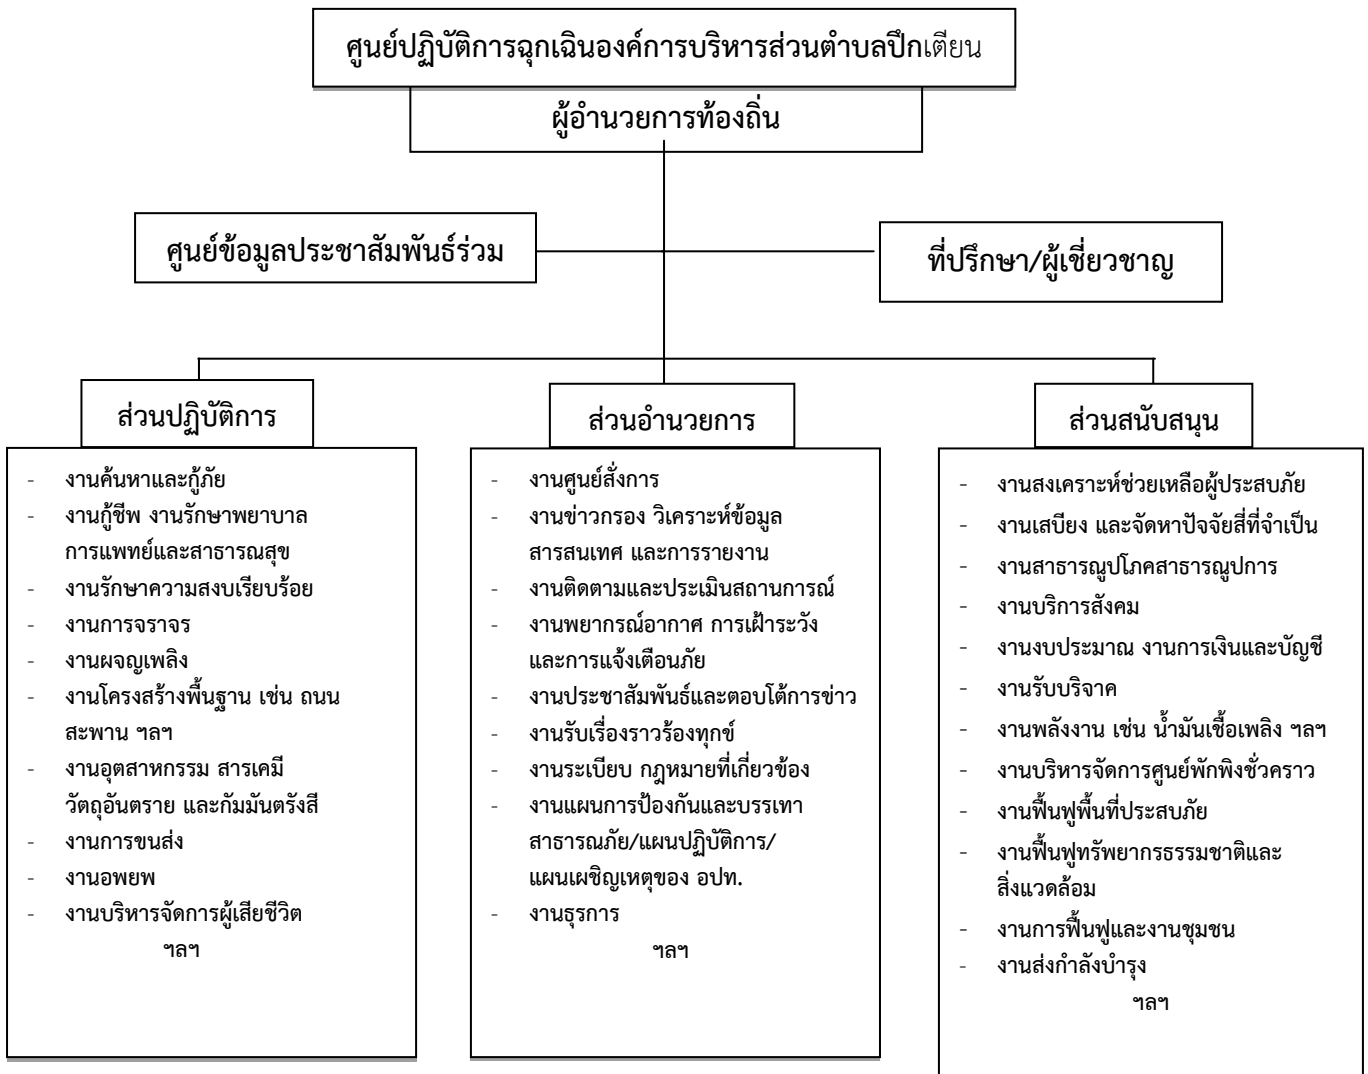 ศูนย์ปฏิบัติการฉุกเฉินองค์การบริหารส่วนตำบลปึกเตียน
ผู้อำนวยการท้องถิ่น
ศูนย์ข้อมูลประชาสัมพันธ์ร่วม
ที่ปรึกษา/ผู้เชี่ยวชาญ
ส่วนปฏิบัติการ
- งานค้นหาและกู้ภัย
- งานกู้ชีพ งานรักษาพยาบาล
การแพทย์และสาธารณสุข
- งานรักษาความสงบเรียบร้อย
- งานการจราจร
- งานผจญเพลิง
- งานโครงสร้างพื้นฐาน เช่น ถนน
สะพาน ฯลฯ
- งานอุตสาหกรรม สารเคมี
วัตถุอันตราย และกัมมันตรังสี
- งานการขนส่ง
- งานอพยพ
- งานบริหารจัดการผู้เสียชีวิต
ฯลฯ
ส่วนอำนวยการ
- งานศูนย์สั่งการ
- งานข่าวกรอง วิเคราะห์ข้อมูล
สารสนเทศ และการรายงาน
- งานติดตามและประเมินสถานการณ์
- งานพยากรณ์อากาศ การเฝ้าระวัง
และการแจ้งเตือนภัย
- งานประชาสัมพันธ์และตอบโต้การข่าว
- งานรับเรื่องราวร้องทุกข์
- งานระเบียบ กฎหมายที่เกี่ยวข้อง
- งานแผนการป้องกันและบรรเทา
สาธารณภัย/แผนปฏิบัติการ/
แผนเผชิญเหตุของ อปท.
- งานธุรการ
ฯลฯ
ส่วนสนับสนุน
- งานสงเคราะห์ช่วยเหลือผู้ประสบภัย
- งานเสบียง และจัดหาปัจจัยสี่ที่จำเป็น
- งานสาธารณูปโภคสาธารณูปการ
- งานบริการสังคม
- งานงบประมาณ งานการเงินและบัญชี
- งานรับบริจาค
- งานพลังงาน เช่น น้ำมันเชื้อเพลิง ฯลฯ
- งานบริหารจัดการศูนย์พักพิงชั่วคราว
- งานฟื้นฟูพื้นที่ประสบภัย
- งานฟื้นฟูทรัพยากรธรรมชาติและ
สิ่งแวดล้อม
- งานการฟื้นฟูและงานชุมชน
- งานส่งกำลังบำรุง
ฯลฯ